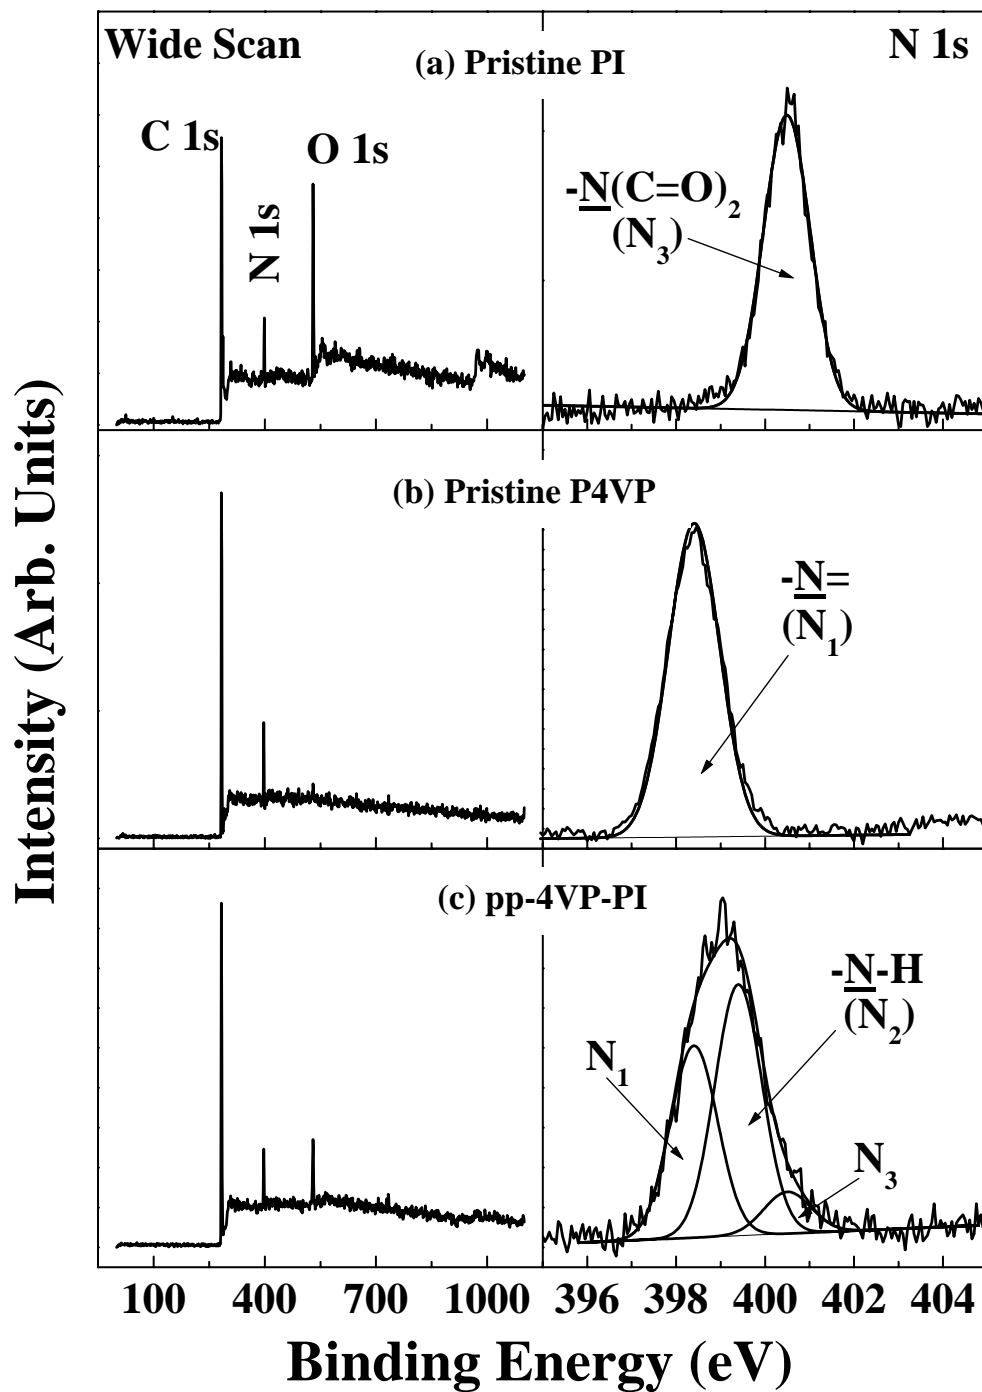 Wide Scan
N 1s
(a) Pristine PI
C 1s
O 1s
N 1s
-N(C=O)₂
(N₃)
(b) Pristine P4VP
-N=
(N₁)
(c) pp-4VP-PI
-N-H
(N₂)
N₁
N₃
Intensity (Arb. Units)
100 400 700 1000 396 398 400 402 404
Binding Energy (eV)